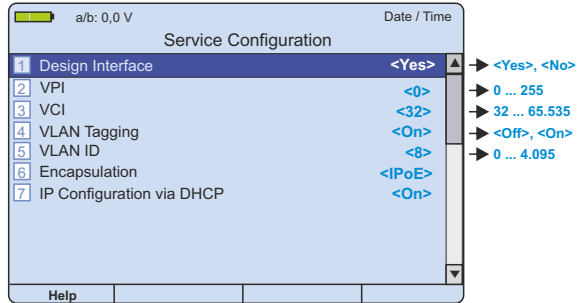 a/b: 0,0 V Date / Time
Service Configuration
1 Design Interface <Yes> <Yes>, <No>
2 VPI <0> 0 ... 255
3 VCI <32> 32 ... 65.535
4 VLAN Tagging <On> <Off>, <On>
5 VLAN ID <8> 0 ... 4.095
6 Encapsulation <IPoE>
7 IP Configuration via DHCP <On>
Help